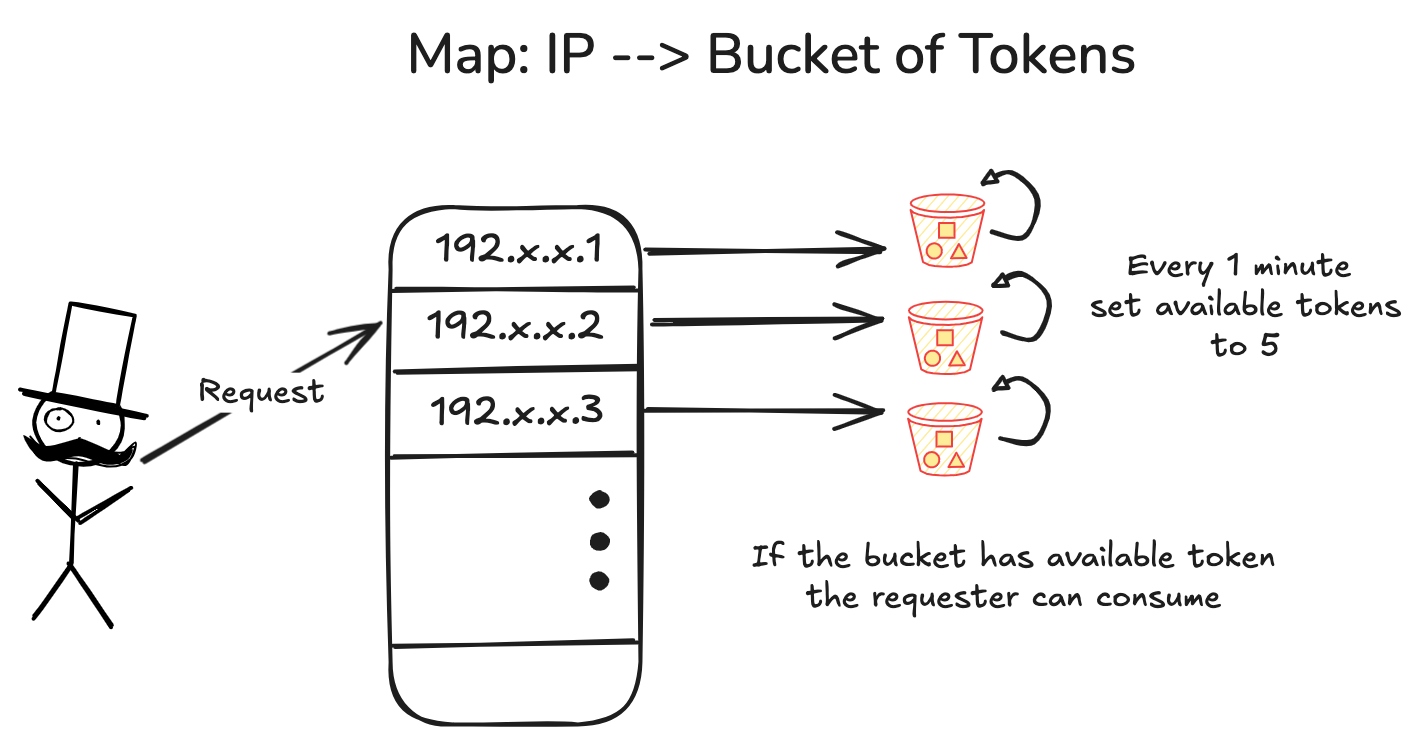 Map: IP --> Bucket of Tokens
192.x.x.1
192.x.x.2
192.x.x.3
Request
Every 1 minute
set available tokens
to 5
If the bucket has available token
the requester can consume